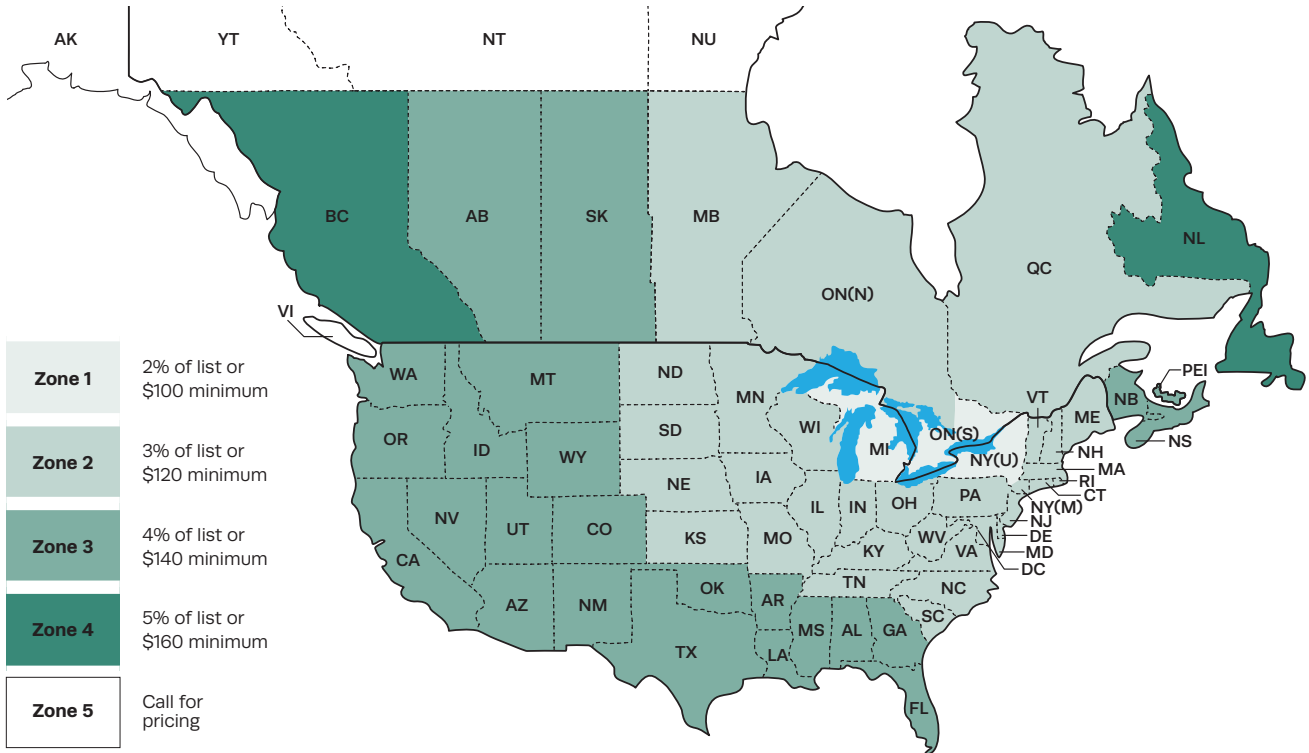 AK
YT
NT
NU
BC
AB
SK
MB
ON(N)
QC
NL
VI
Zone 1
2% of list or
$100 minimum
Zone 2
3% of list or
$120 minimum
Zone 3
4% of list or
$140 minimum
Zone 4
5% of list or
$160 minimum
Zone 5
Call for
pricing
WA
MT
ND
MN
OR
ID
WY
SD
WI
MI
ON(S)
NY(U)
VT
ME
NB
PEI
NS
NH
MA
RI
CT
NY(M)
NJ
DE
MD
DC
NV
UT
CO
NE
IA
IL
IN
OH
PA
CA
KS
MO
KY
WV
VA
AZ
NM
OK
AR
TN
NC
SC
TX
LA
MS
AL
GA
FL